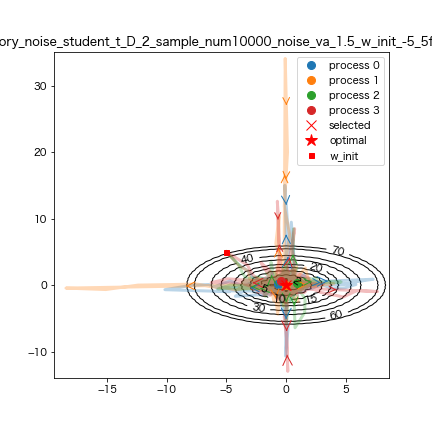 ory_noise_student_t_D_2_sample_num10000_noise_va_1.5_w_init_-5_5f
process 0
process 1
process 2
process 3
selected
optimal
w_init
30
20
10
0
−10
−15
−10
−5
0
5
70
40
60
30
15
10
5